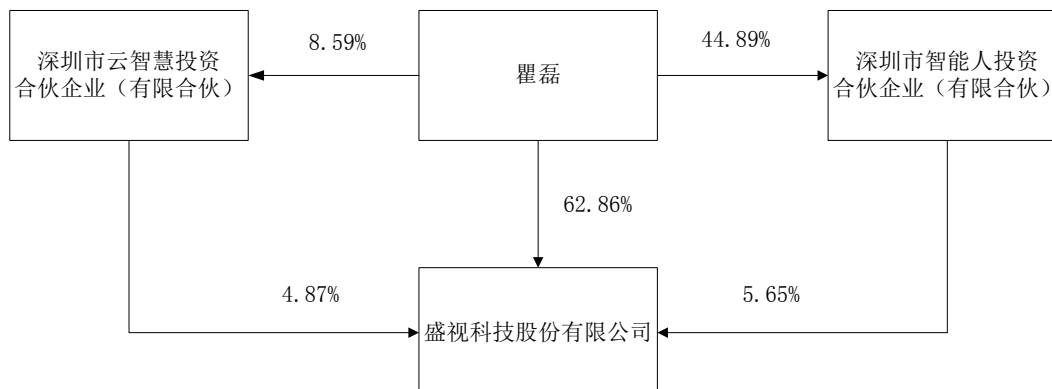 深圳市云智慧投资
合伙企业（有限合伙）
8.59%
瞿磊
44.89%
深圳市智能人投资
合伙企业（有限合伙）
62.86%
4.87%
5.65%
盛视科技股份有限公司